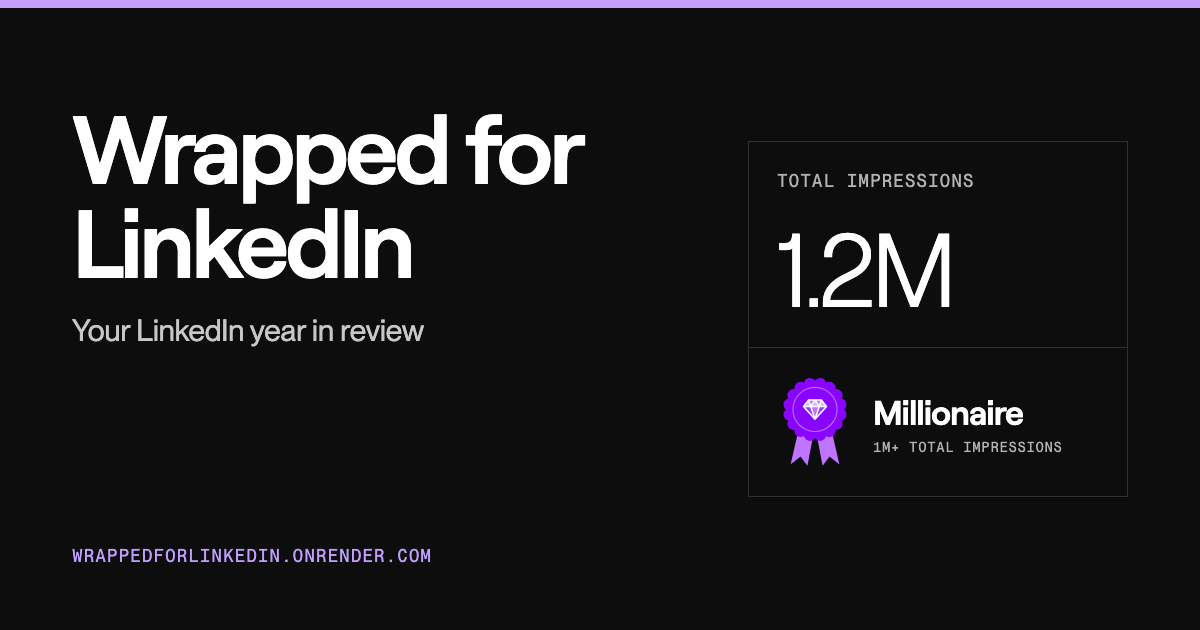 Wrapped for
LinkedIn
Your LinkedIn year in review
TOTAL IMPRESSIONS
1.2M
Millionaire
1M+ TOTAL IMPRESSIONS
WRAPPEDFORLINKEDIN.ONRENDER.COM